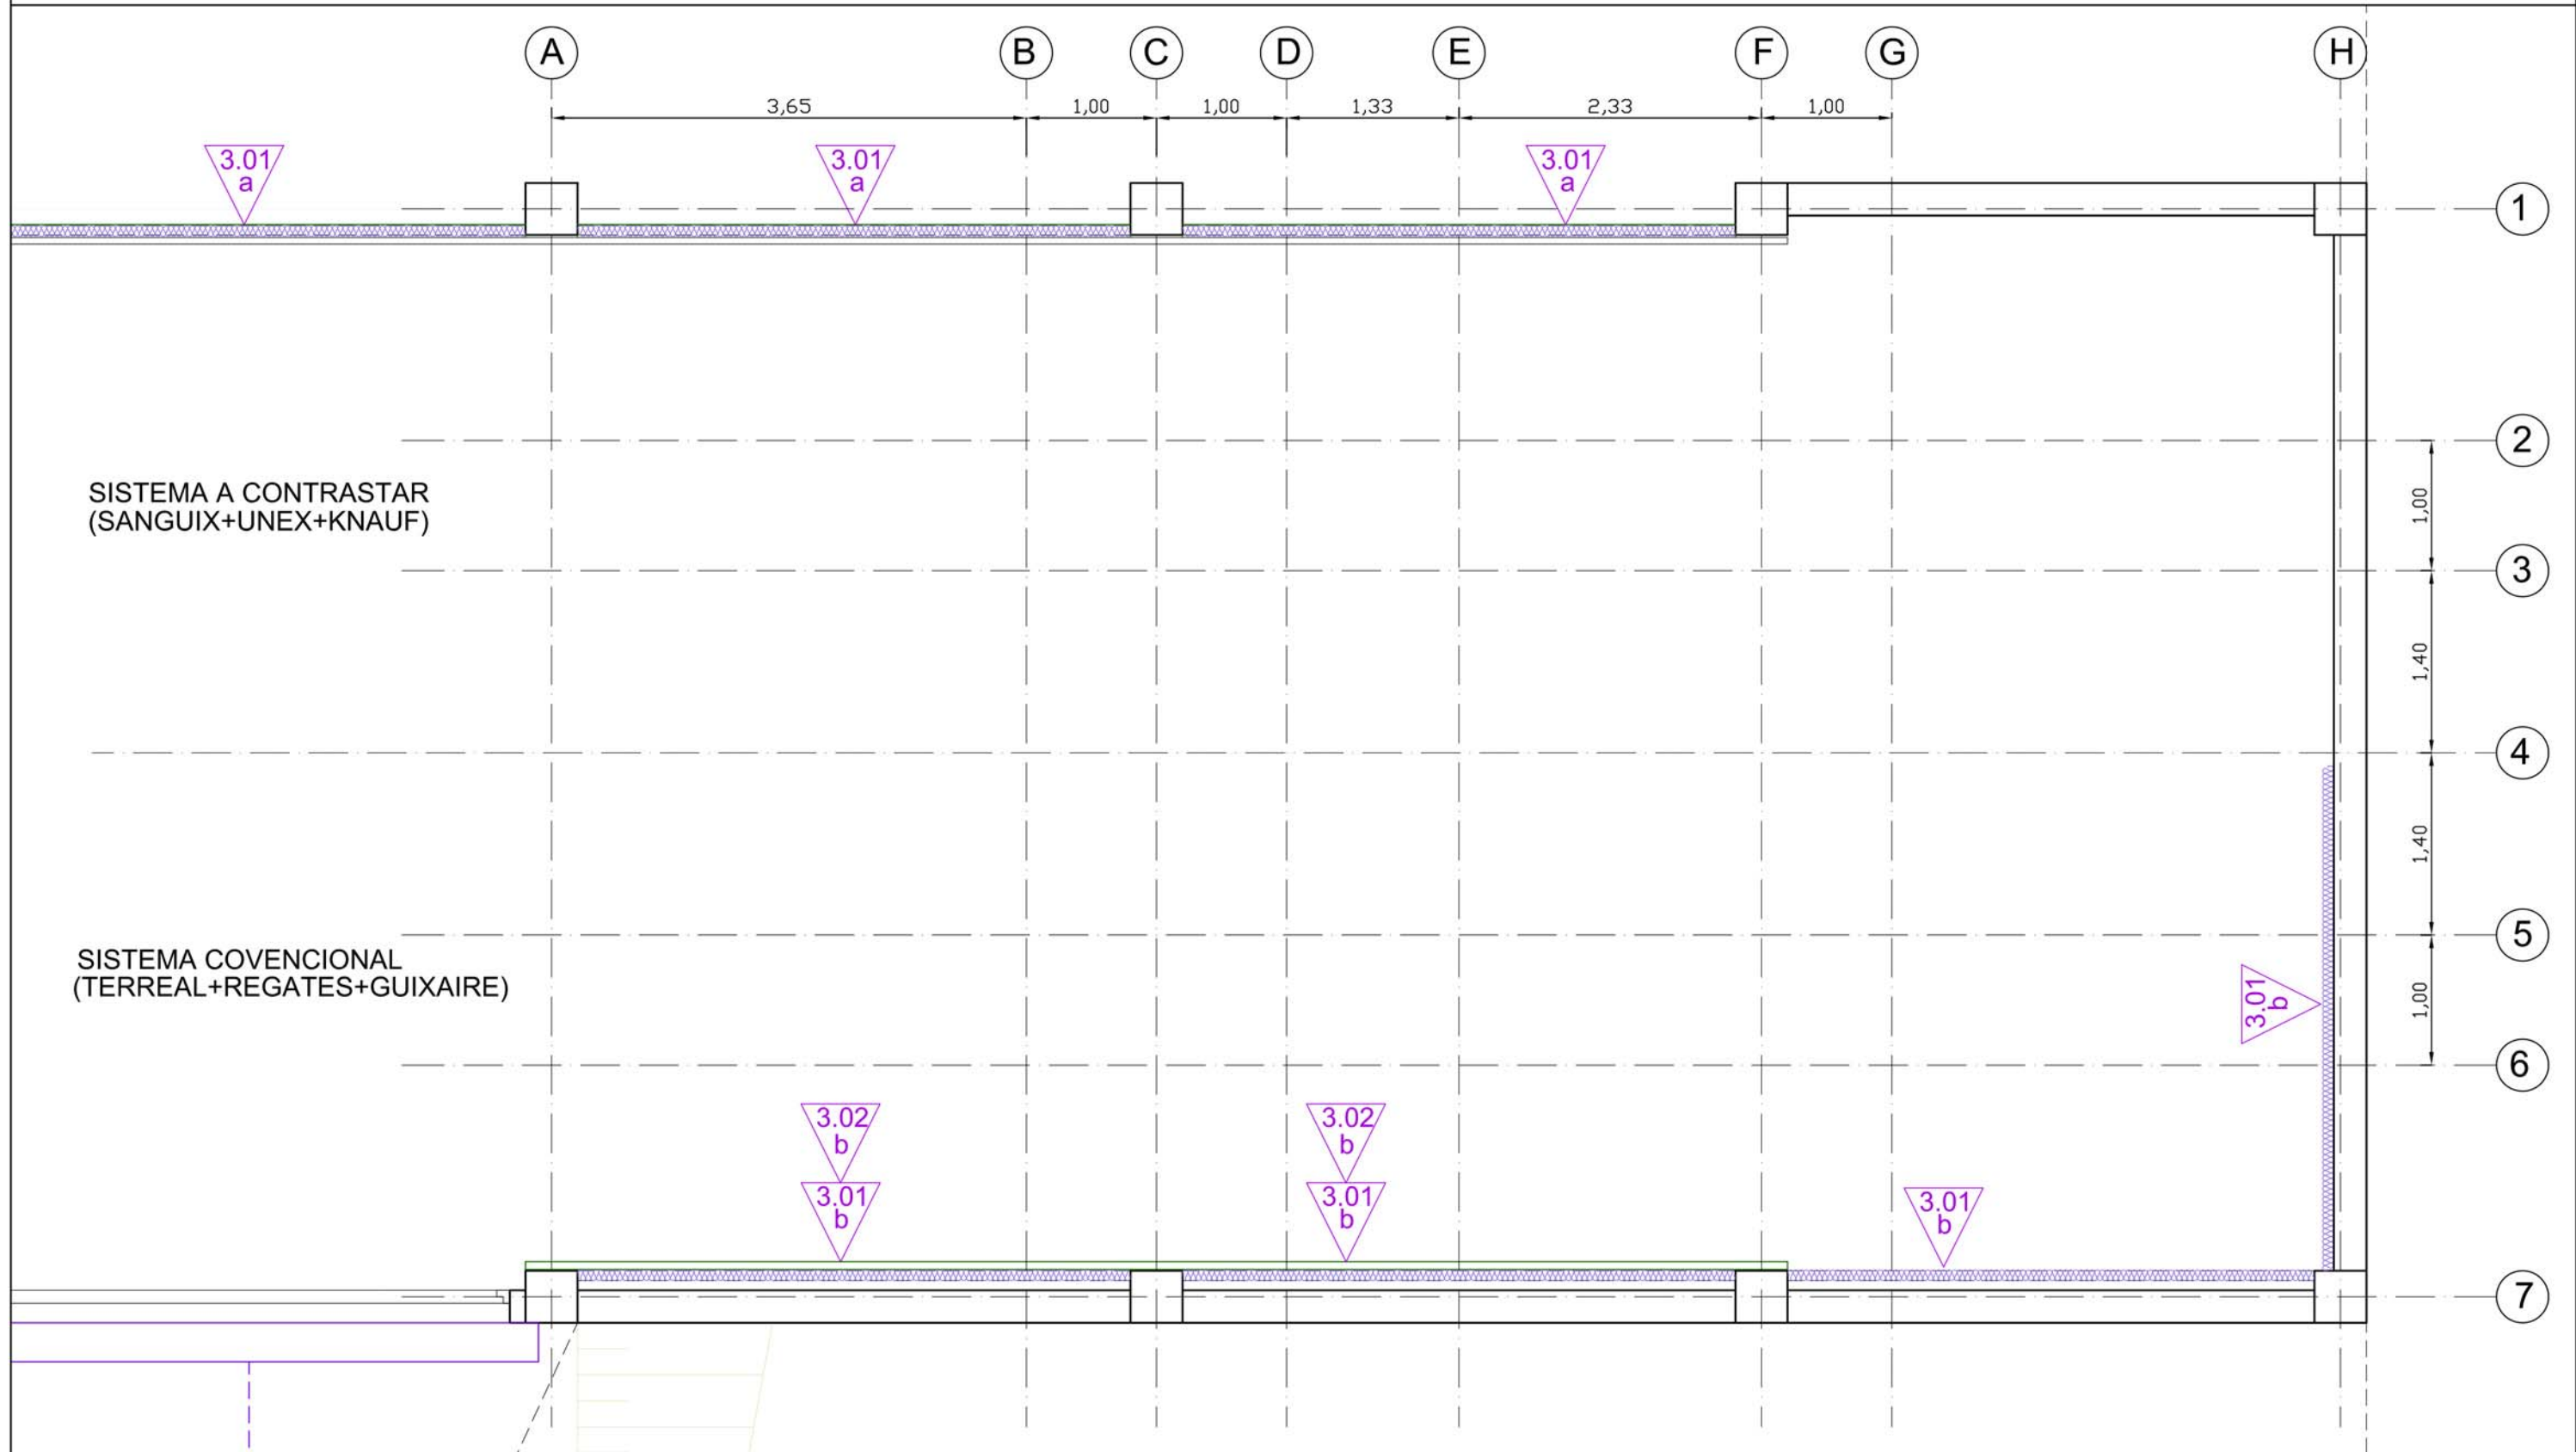 A B C D E F G H
3,65 1,00 1,00 1,33 2,33 1,00
3.01
a
3.01
a
3.01
a
1
2
1,00
SISTEMA A CONTRASTAR
(SANGUIX+UNEX+KNAUF)
3
1,40
4
1,40
5
SISTEMA COVENCIONAL
(TERREAL+REGATES+GUIXAIRE)
3.01
b
1,00
6
3.02
b
3.01
b
3.02
b
3.01
b
3.01
b
7